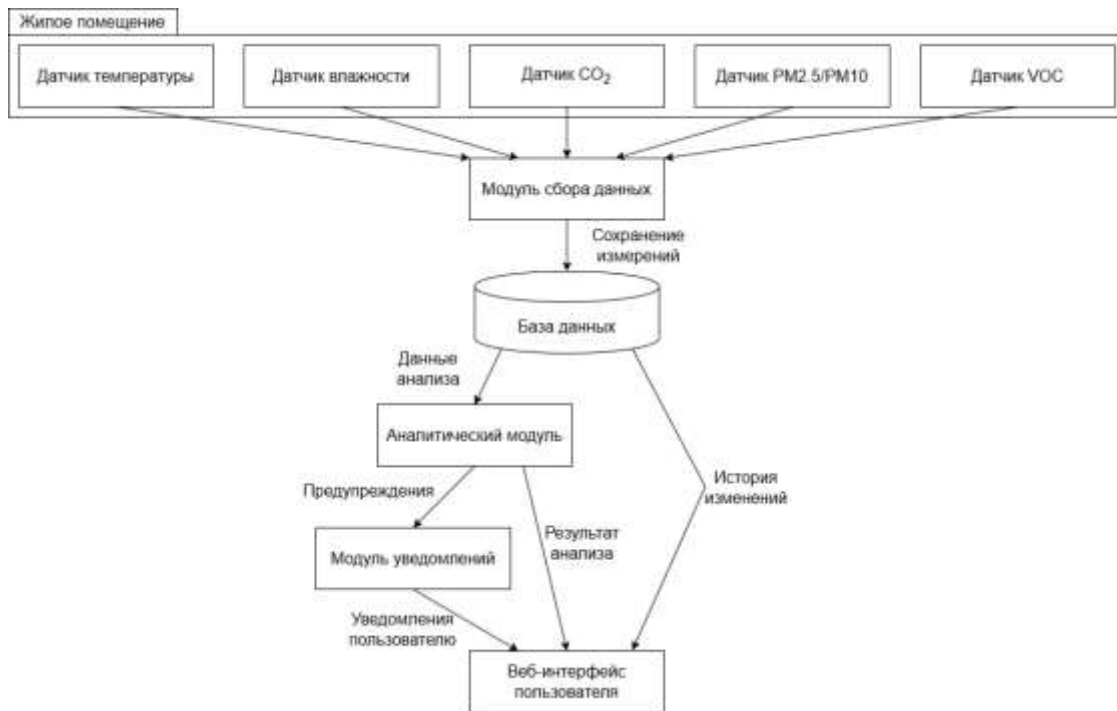 Жилое помещение
Датчик температуры
Датчик влажности
Датчик CO₂
Датчик PM2.5/PM10
Датчик VOC
Модуль сбора данных
Сохранение
измерений
База данных
Данные
анализа
Аналитический модуль
Предупреждения
История
изменений
Результат
анализа
Модуль уведомлений
Уведомления
пользователю
Веб-интерфейс
пользователя